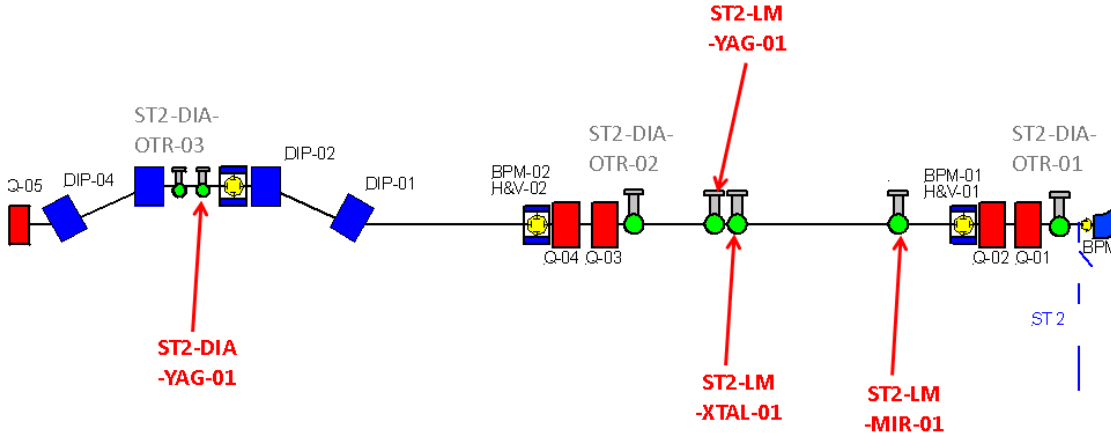 ST2-LM
-YAG-01
ST2-DIA-
OTR-03
ST2-DIA-
OTR-02
ST2-DIA-
OTR-01
DIP-02
DIP-04
DIP-01
Q-05
BPM-02
H&V-02
BPM-01
H&V-01
Q-04
Q-03
Q-02
Q-01
BPM
ST 2
ST2-DIA
-YAG-01
ST2-LM
-XTAL-01
ST2-LM
-MIR-01